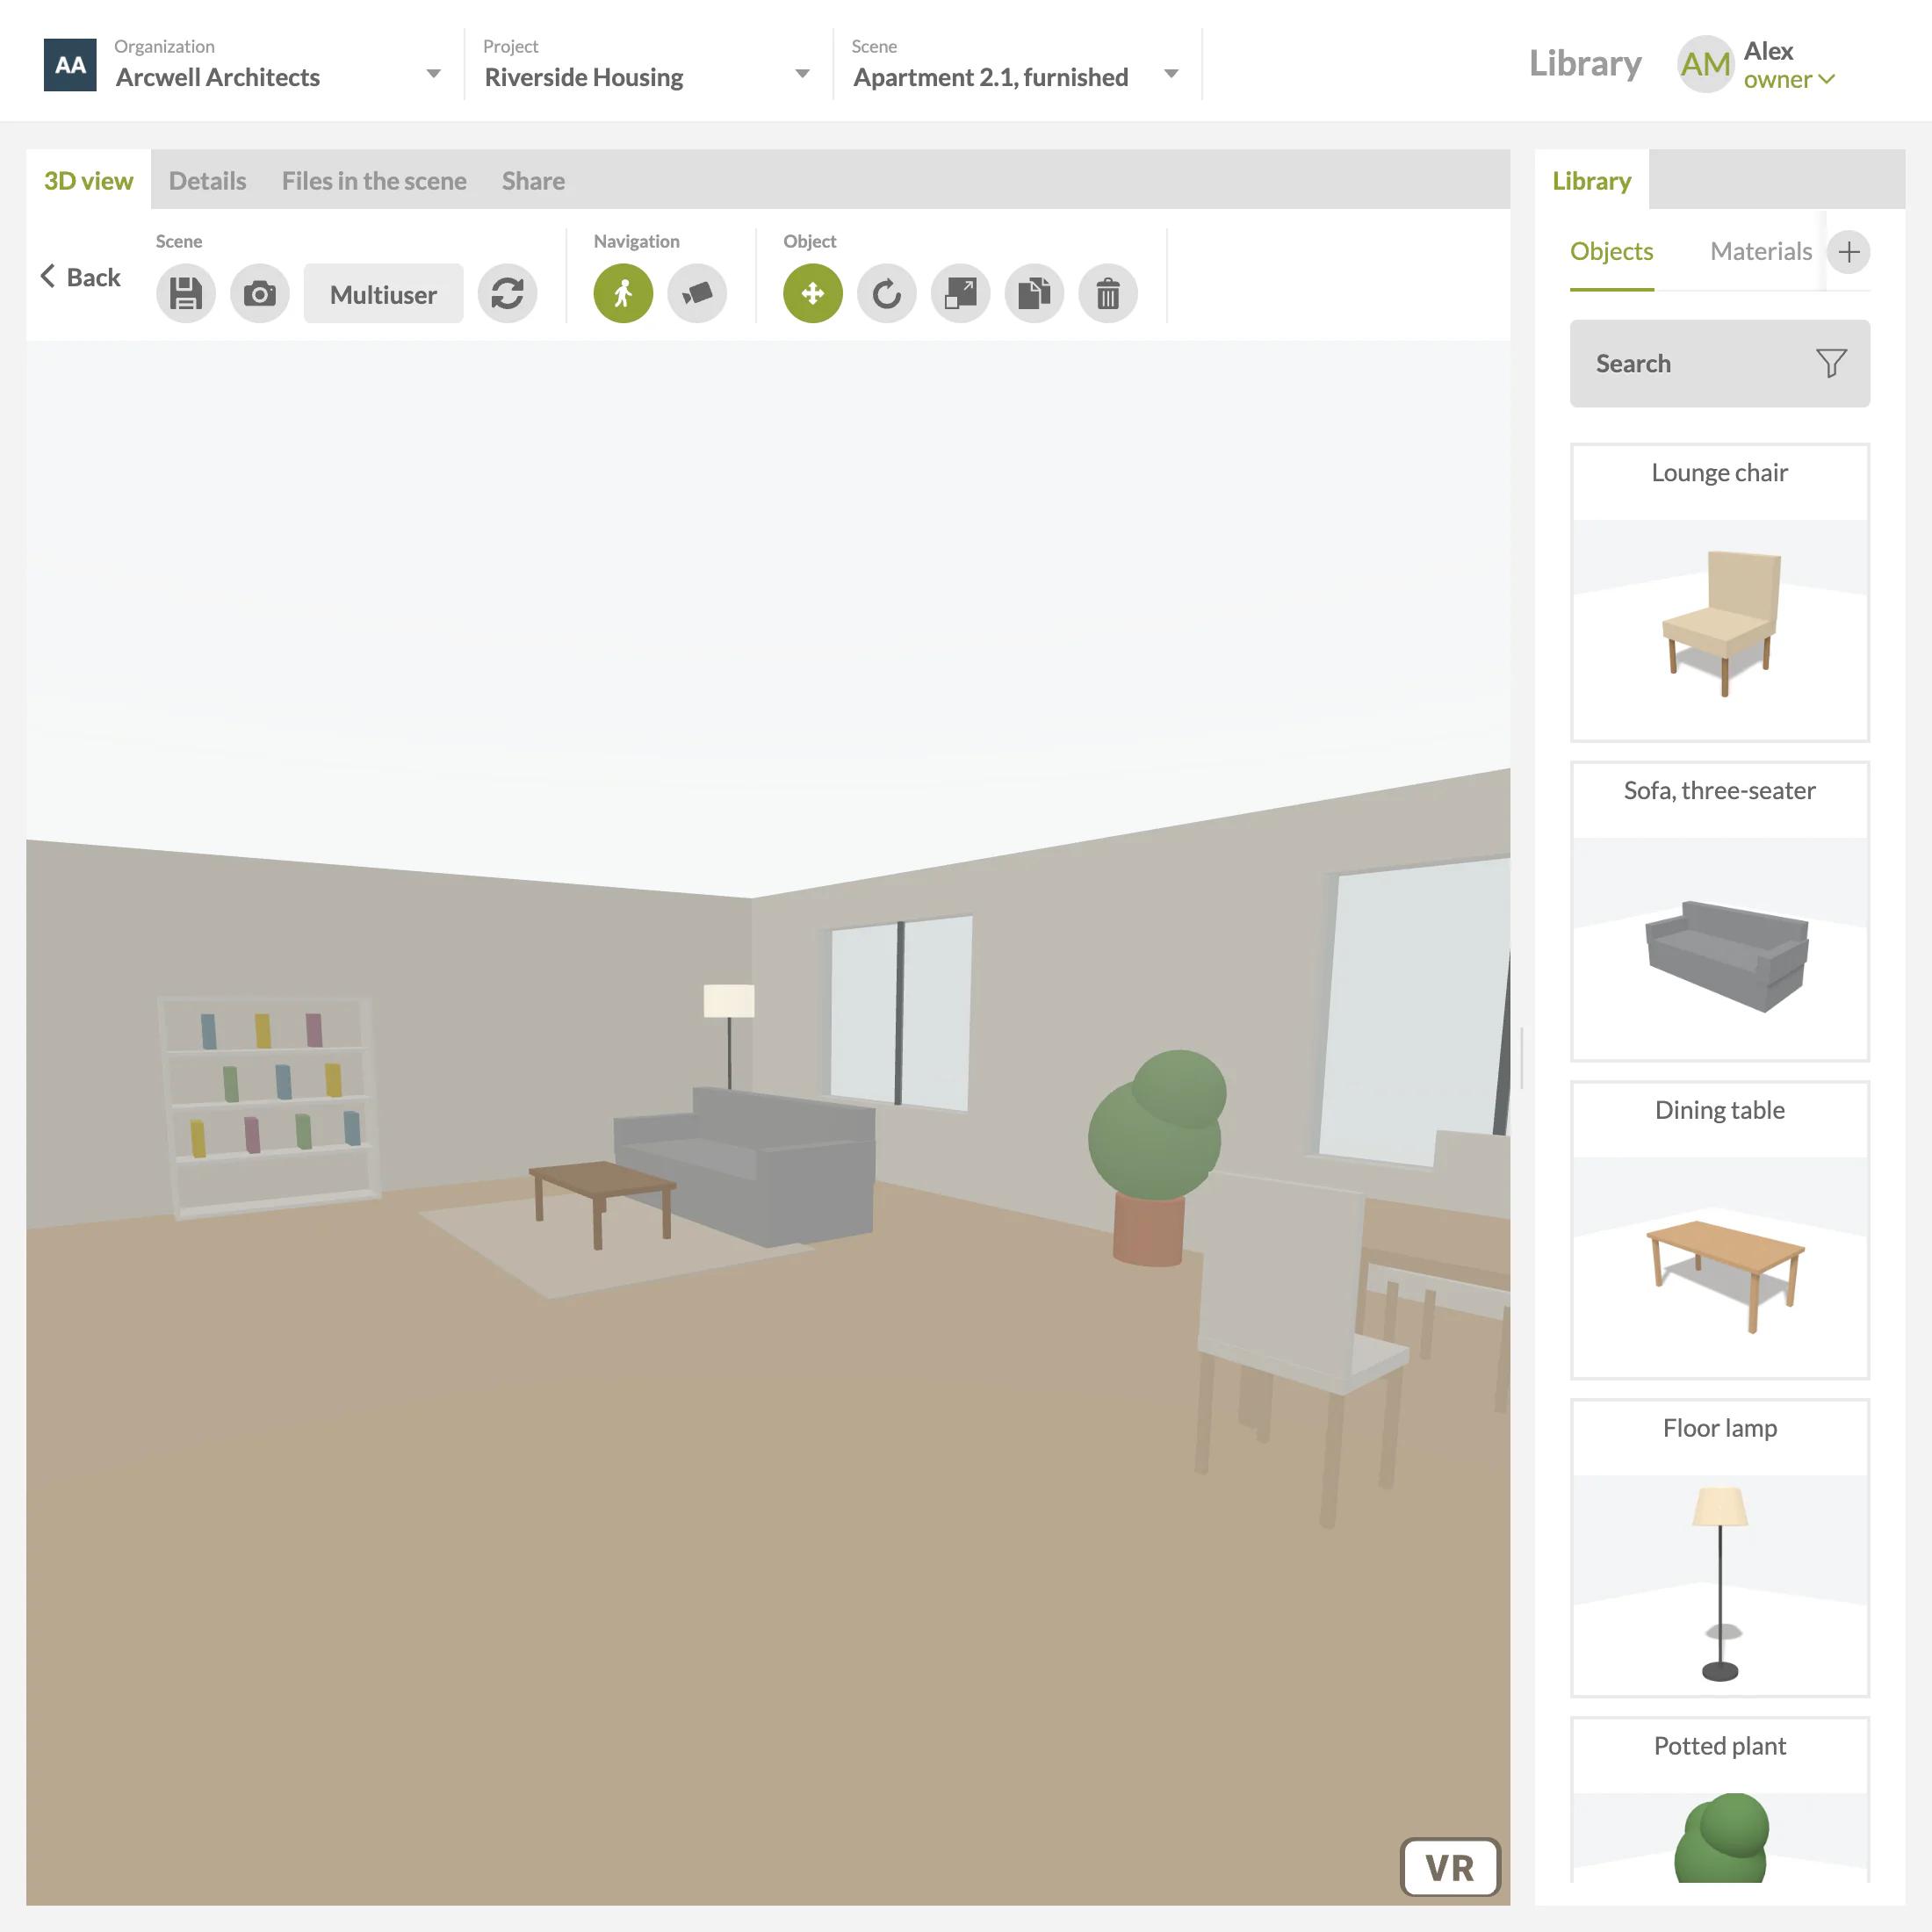 AA
Organization
Arcwell Architects
Project
Riverside Housing
Scene
Apartment 2.1, furnished
Library
AM
Alex
owner
3D view
Details
Files in the scene
Share
Back
Scene
Multiuser
Navigation
Object
VR
Library
Objects
Materials
Search
Lounge chair
Sofa, three-seater
Dining table
Floor lamp
Potted plant